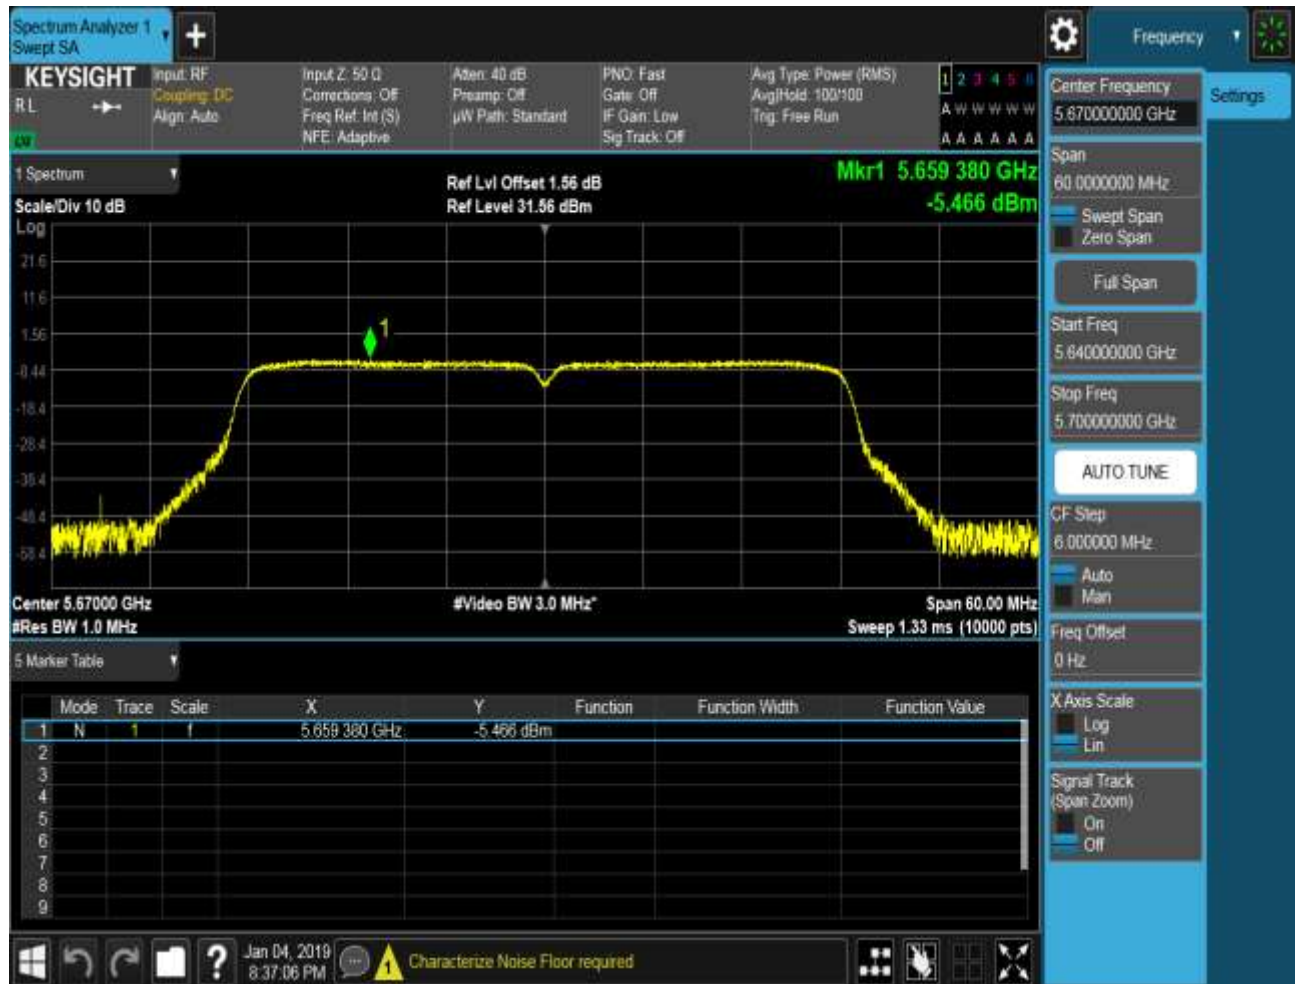 Spectrum Analyzer 1
Swept SA
Frequency
KEYSIGHT
RL
Input: RF
Coupling: DC
Align: Auto
Input Z: 50 Ω
Corrections: Off
Freq Ref: Int (S)
NFE: Adaptive
Atten: 40 dB
Preamp: Off
µW Path: Standard
PNO: Fast
Gate: Off
IF Gain: Low
Sig Track: Off
Avg Type: Power (RMS)
Avg|Hold: 100/100
Trig: Free Run
1 2 3 4 5 6
A W W W W W
A A A A A A
1 Spectrum
Scale/Div 10 dB
Ref Lvl Offset 1.56 dB
Ref Level 31.56 dBm
Mkr1 5.659 380 GHz
-5.466 dBm
Log
21.6
11.6
1.56
-8.44
-18.4
-28.4
-38.4
-48.4
-58.4
1
Center 5.67000 GHz
#Res BW 1.0 MHz
#Video BW 3.0 MHz*
Span 60.00 MHz
Sweep 1.33 ms (10000 pts)
5 Marker Table
Mode Trace Scale X Y Function Function Width Function Value
1 N 1 f 5.659 380 GHz -5.466 dBm
2
3
4
5
6
7
8
9
Jan 04, 2019
8:37:06 PM
1
Characterize Noise Floor required
Settings
Center Frequency
5.670000000 GHz
Span
60.0000000 MHz
Swept Span
Zero Span
Full Span
Start Freq
5.640000000 GHz
Stop Freq
5.700000000 GHz
AUTO TUNE
CF Step
6.000000 MHz
Auto
Man
Freq Offset
0 Hz
X Axis Scale
Log
Lin
Signal Track
(Span Zoom)
On
Off